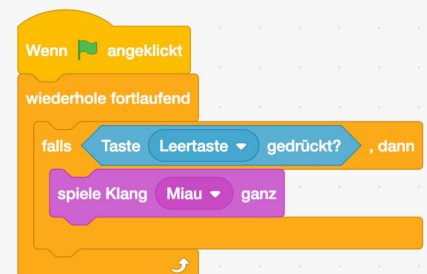 Wenn angeklickt
wiederhole fortlaufend
falls Taste Leertaste gedrückt? , dann
spiele Klang Miau ganz